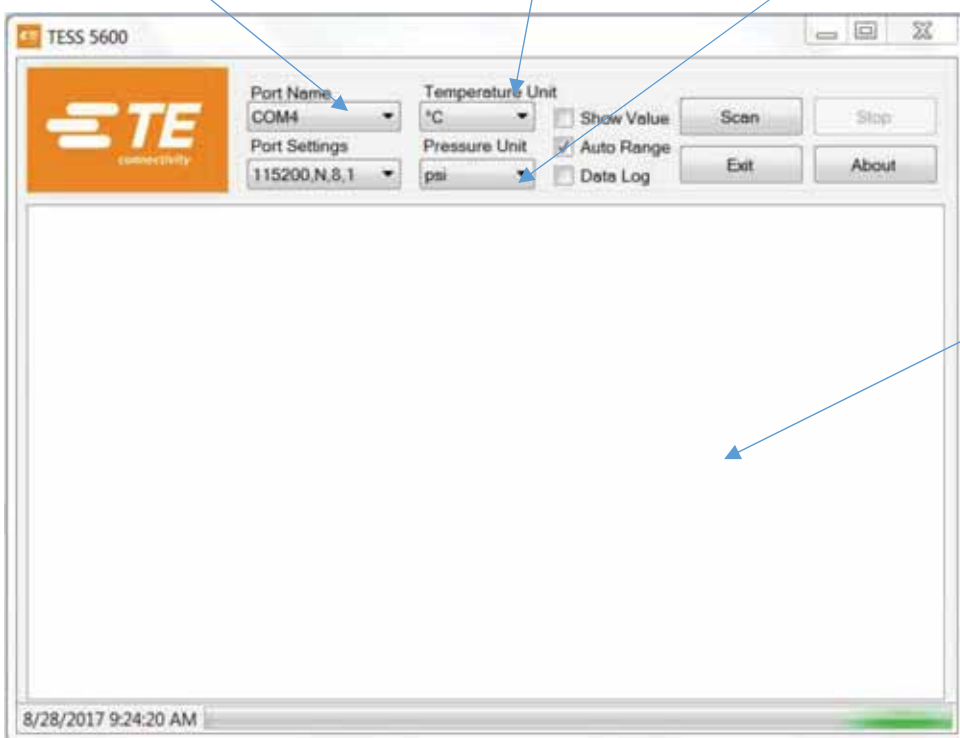 TESS 5600
TE
connectivity
Port Name
COM4
Port Settings
115200,N,8,1
Temperature Unit
°C
Pressure Unit
psi
Show Value
Auto Range
Data Log
Scan
Stop
Exit
About
8/28/2017 9:24:20 AM